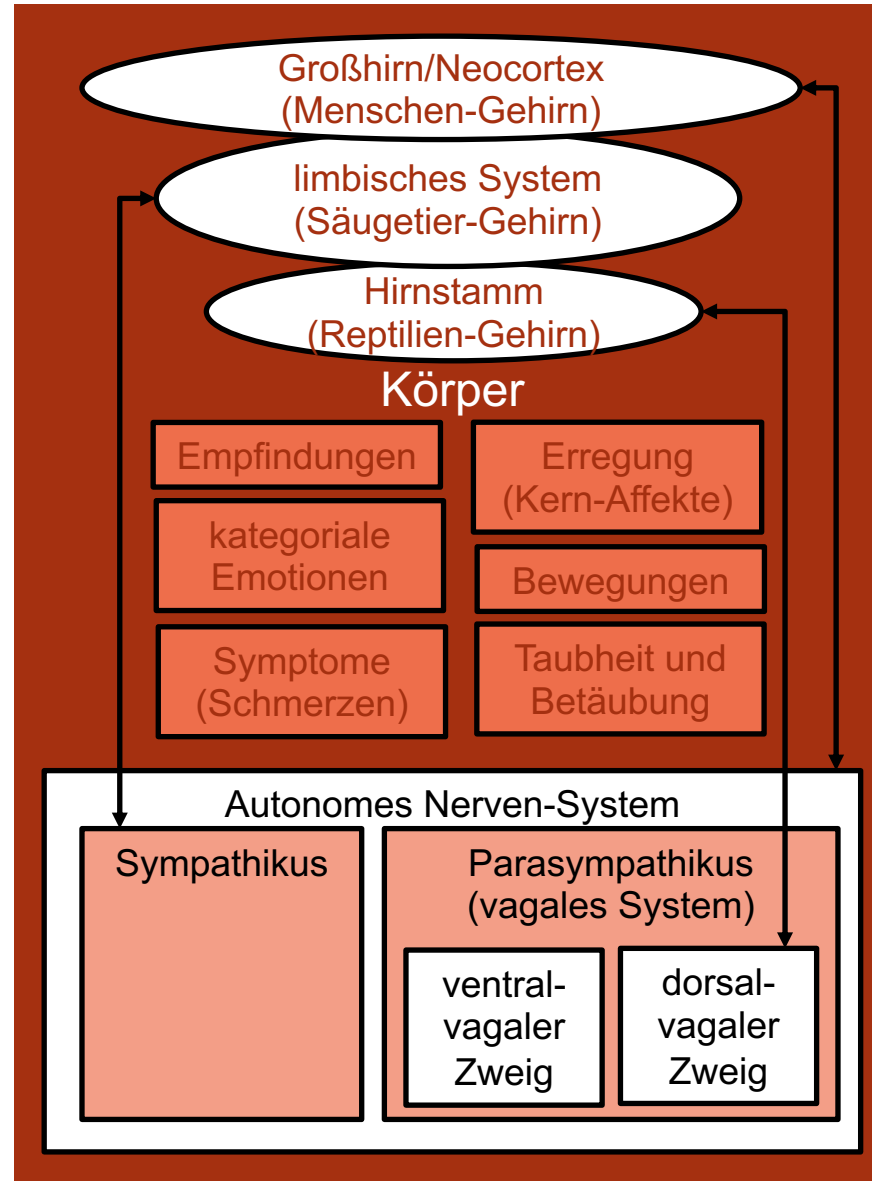 Großhirn/Neocortex
(Menschen-Gehirn)
limbisches System
(Säugetier-Gehirn)
Hirnstamm
(Reptilien-Gehirn)
Körper
Empfindungen
Erregung
(Kern-Affekte)
kategoriale
Emotionen
Bewegungen
Symptome
(Schmerzen)
Taubheit und
Betäubung
Autonomes Nerven-System
Sympathikus
Parasympathikus
(vagales System)
ventral-
vagaler
Zweig
dorsal-
vagaler
Zweig